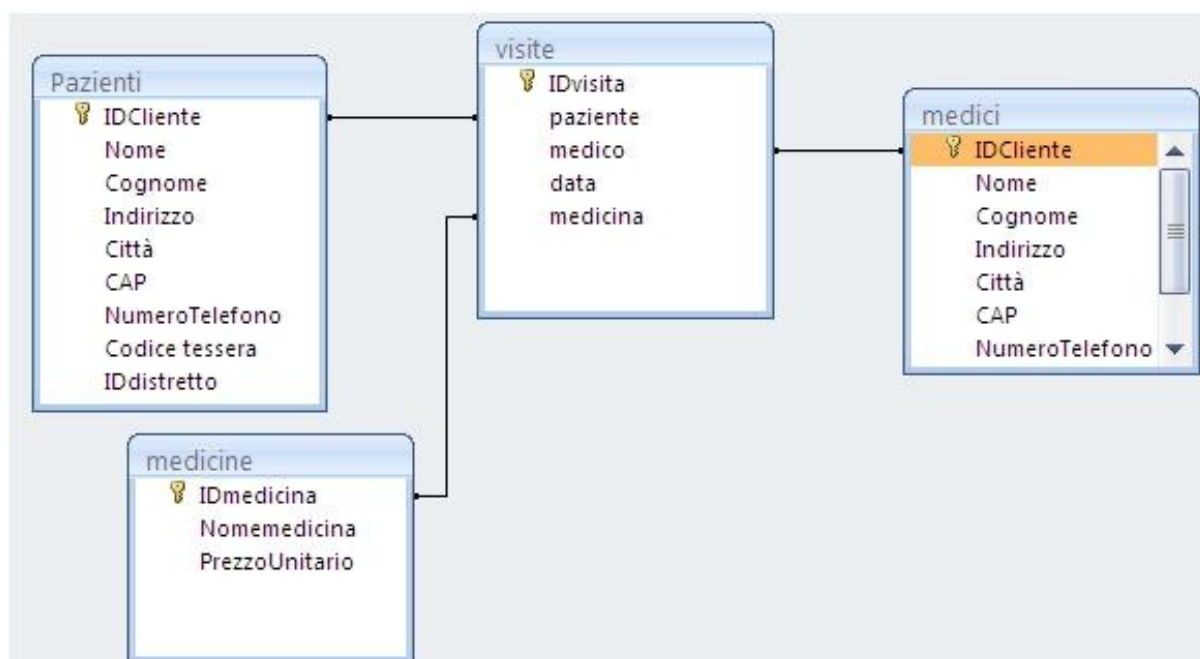 Pazienti
IDCliente
Nome
Cognome
Indirizzo
Città
CAP
NumeroTelefono
Codice tessera
IDdistretto
visite
IDvisita
paziente
medico
data
medicina
medici
IDCliente
Nome
Cognome
Indirizzo
Città
CAP
NumeroTelefono
medicine
IDmedicina
Nomemedicina
PrezzoUnitario